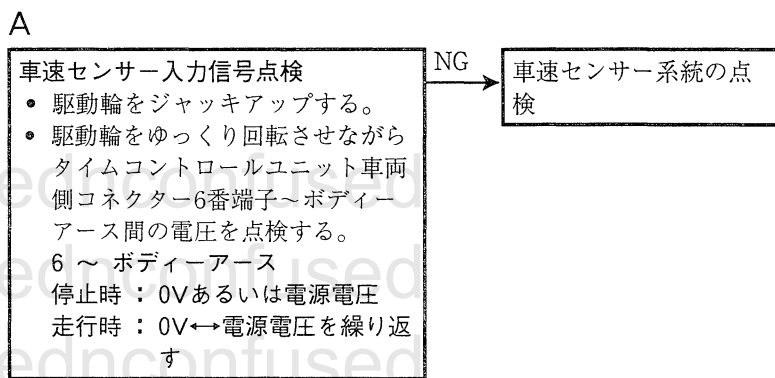 A
車速センサー入力信号点検
• 駆動輪をジャッキアップする。
• 駆動輪をゆっくり回転させながら
タイムコントロールユニット車両
側コネクター6番端子~ボディー
アース間の電圧を点検する。
6 ~ ボディーアース
停止時:0Vあるいは電源電圧
走行時:0V↔電源電圧を繰り返
す
NG
車速センサー系統の点
検
ednconfused
ednconfused
ednconfused